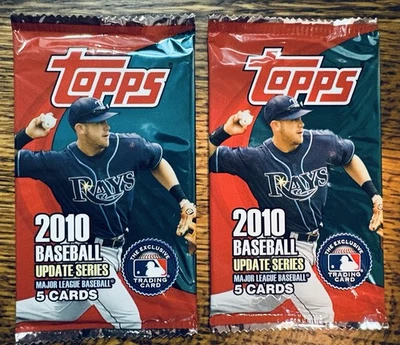 Topps
RAYS
2010
BASEBALL
UPDATE SERIES
MAJOR LEAGUE BASEBALL®
5 CARDS
THE EXCLUSIVE
TRADING CARD
Topps
RAYS
2010
BASEBALL
UPDATE SERIES
MAJOR LEAGUE BASEBALL®
5 CARDS
THE EXCLUSIVE
TRADING CARD